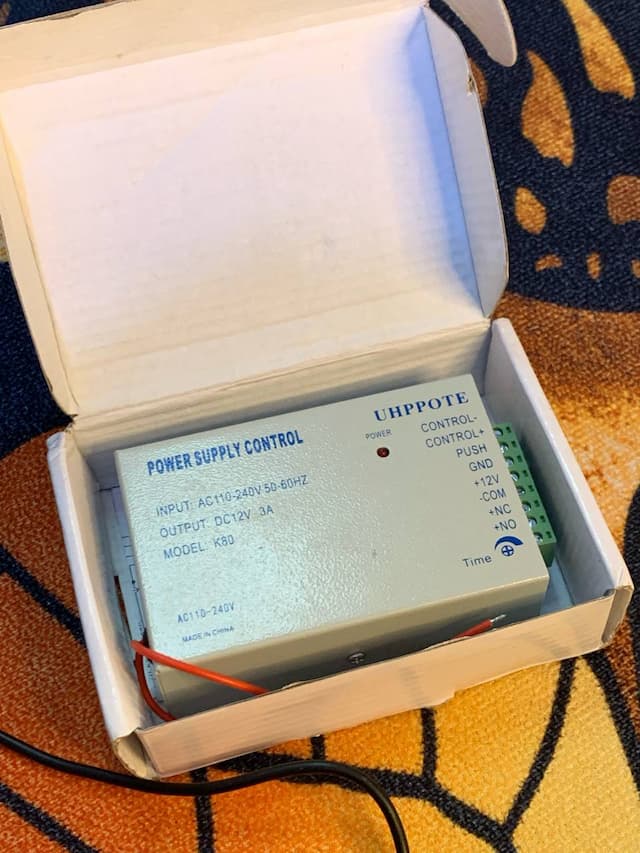 UHPPOTE
POWER SUPPLY CONTROL
POWER
INPUT: AC110-240V 50-60HZ
OUTPUT: DC12V 3A
MODEL: K80
CONTROL-
CONTROL+
PUSH
GND
+12V
-COM
+NC
+NO
Time
AC110-240V
MADE IN CHINA